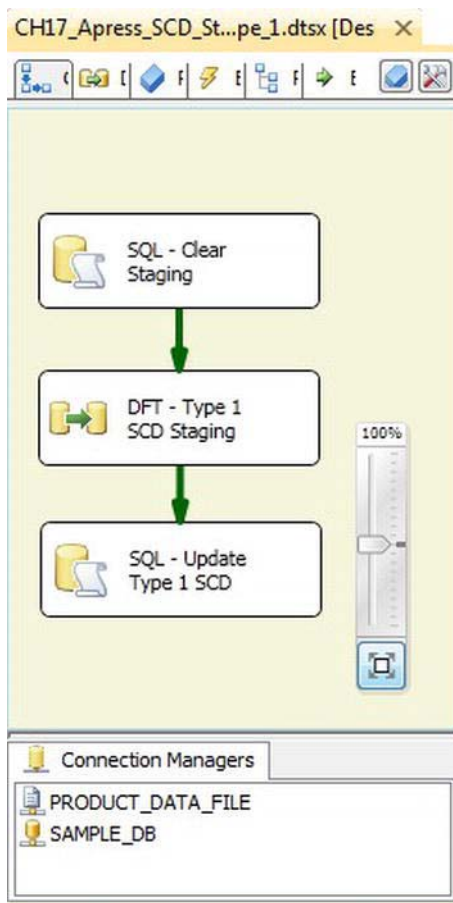 CH17_Apress_SCD_St...pe_1.dtsx [Des
SQL - Clear
Staging
DFT - Type 1
SCD Staging
100%
SQL - Update
Type 1 SCD
Connection Managers
PRODUCT_DATA_FILE
SAMPLE_DB